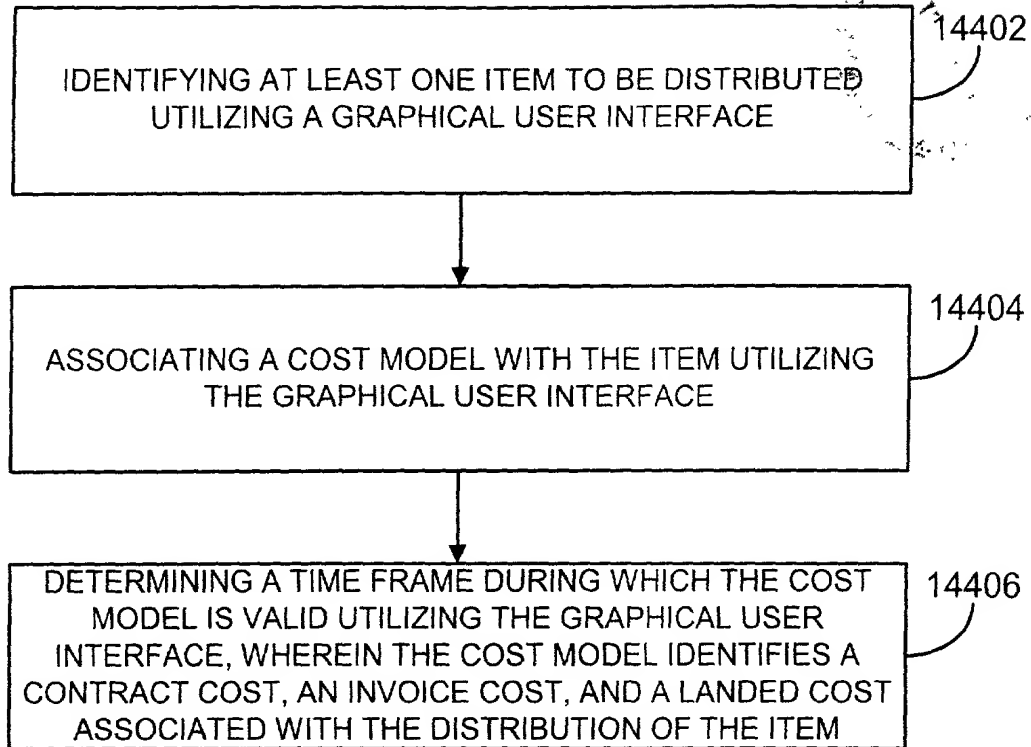 14402
IDENTIFYING AT LEAST ONE ITEM TO BE DISTRIBUTED
UTILIZING A GRAPHICAL USER INTERFACE
14404
ASSOCIATING A COST MODEL WITH THE ITEM UTILIZING
THE GRAPHICAL USER INTERFACE
14406
DETERMINING A TIME FRAME DURING WHICH THE COST
MODEL IS VALID UTILIZING THE GRAPHICAL USER
INTERFACE, WHEREIN THE COST MODEL IDENTIFIES A
CONTRACT COST, AN INVOICE COST, AND A LANDED COST
ASSOCIATED WITH THE DISTRIBUTION OF THE ITEM